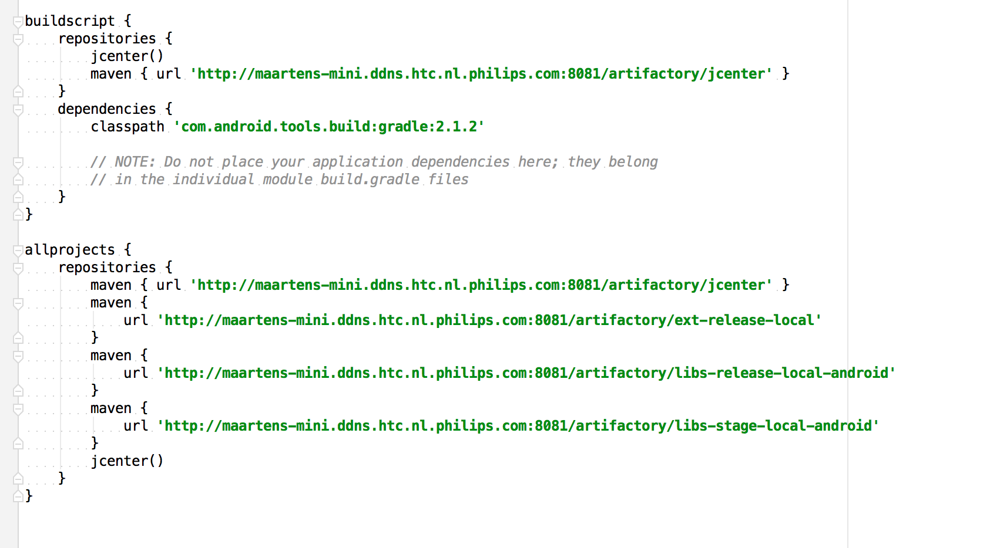 buildscript {
    repositories {
        jcenter()
        maven { url 'http://maartens-mini.ddns.htc.nl.philips.com:8081/artifactory/jcenter' }
    }
    dependencies {
        classpath 'com.android.tools.build:gradle:2.1.2'

        // NOTE: Do not place your application dependencies here; they belong
        // in the individual module build.gradle files
    }
}

allprojects {
    repositories {
        maven { url 'http://maartens-mini.ddns.htc.nl.philips.com:8081/artifactory/jcenter' }
        maven {
            url 'http://maartens-mini.ddns.htc.nl.philips.com:8081/artifactory/ext-release-local'
        }
        maven {
            url 'http://maartens-mini.ddns.htc.nl.philips.com:8081/artifactory/libs-release-local-android'
        }
        maven {
            url 'http://maartens-mini.ddns.htc.nl.philips.com:8081/artifactory/libs-stage-local-android'
        }
        jcenter()
    }
}